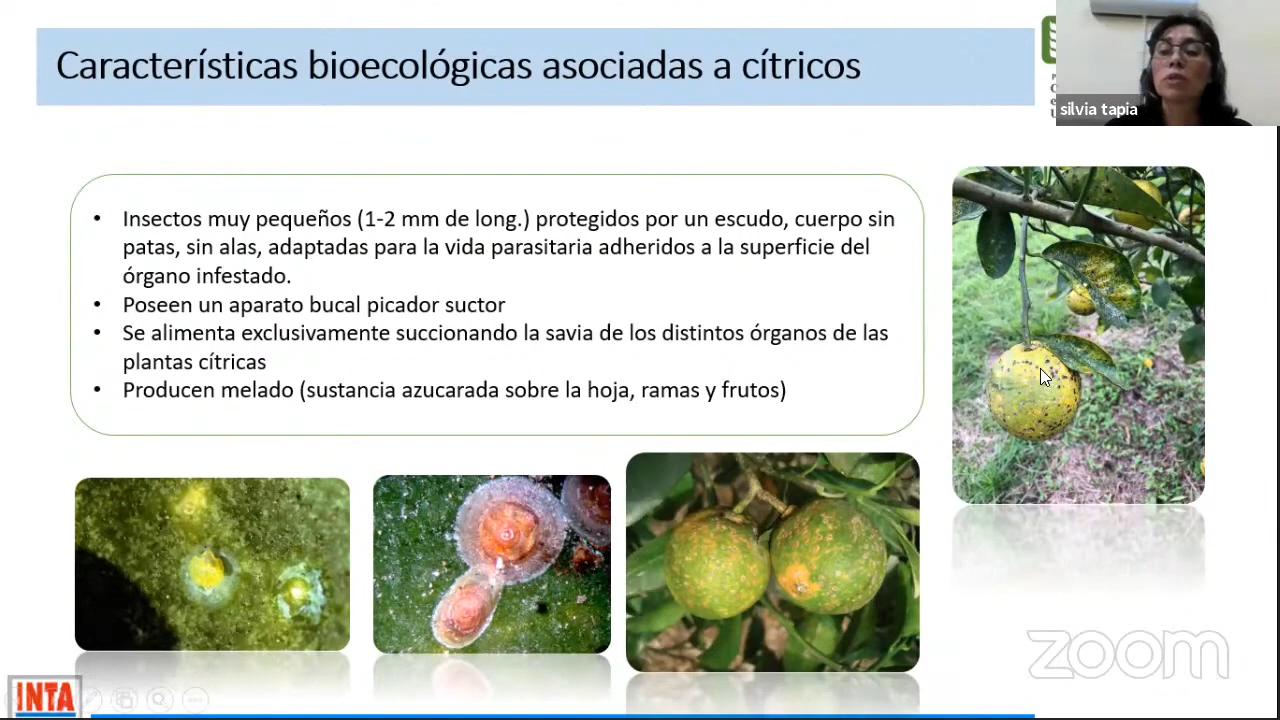 Características bioecológicas asociadas a cítricos
silvia tapia
• Insectos muy pequeños (1-2 mm de long.) protegidos por un escudo, cuerpo sin
patas, sin alas, adaptadas para la vida parasitaria adheridos a la superficie del
órgano infestado.
• Poseen un aparato bucal picador suctor
• Se alimenta exclusivamente succionando la savia de los distintos órganos de las
plantas cítricas
• Producen melado (sustancia azucarada sobre la hoja, ramas y frutos)
zoom
INTA